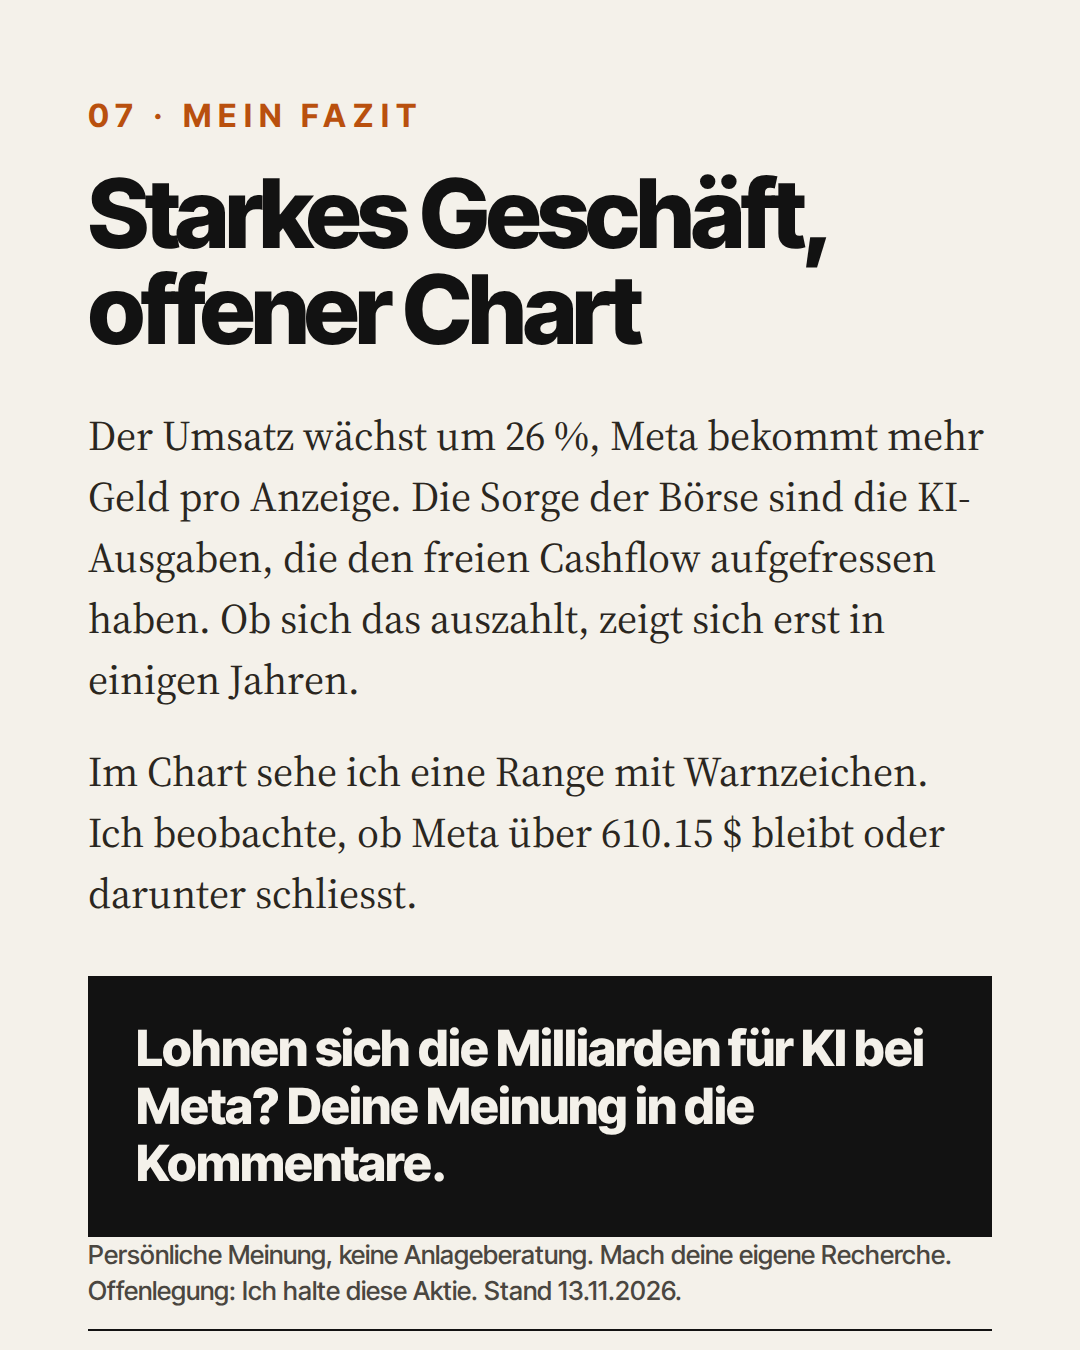 07 · MEIN FAZIT
Starkes Geschäft,
offener Chart
Der Umsatz wächst um 26 %, Meta bekommt mehr
Geld pro Anzeige. Die Sorge der Börse sind die KI-
Ausgaben, die den freien Cashflow aufgefressen
haben. Ob sich das auszahlt, zeigt sich erst in
einigen Jahren.
Im Chart sehe ich eine Range mit Warnzeichen.
Ich beobachte, ob Meta über 610.15 $ bleibt oder
darunter schliesst.
Lohnen sich die Milliarden für KI bei
Meta? Deine Meinung in die
Kommentare.
Persönliche Meinung, keine Anlageberatung. Mach deine eigene Recherche.
Offenlegung: Ich halte diese Aktie. Stand 13.11.2026.